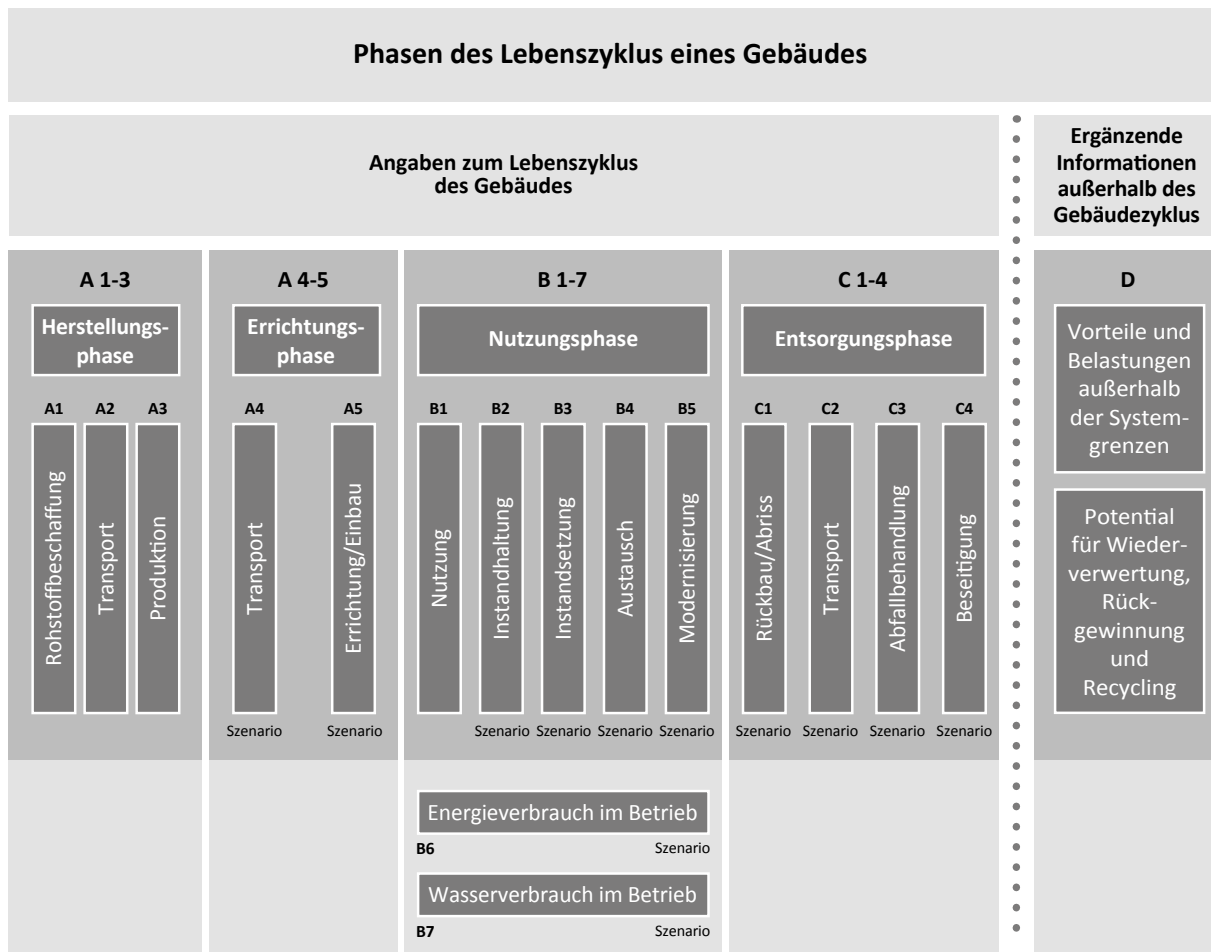 Phasen des Lebenszyklus eines Gebäudes
Angaben zum Lebenszyklus
des Gebäudes
Ergänzende
Informationen
außerhalb des
Gebäudezyklus
A 1-3
Herstellungs-
phase
A1
A2
A3
Rohstoffbeschaffung
Transport
Produktion
A 4-5
Errichtungs-
phase
A4
A5
Transport
Errichtung/Einbau
Szenario
Szenario
B 1-7
Nutzungsphase
B1
B2
B3
B4
B5
Nutzung
Instandhaltung
Instandsetzung
Austausch
Modernisierung
Szenario
Szenario
Szenario
Szenario
Energieverbrauch im Betrieb
B6
Szenario
Wasserverbrauch im Betrieb
B7
Szenario
C 1-4
Entsorgungsphase
C1
C2
C3
C4
Rückbau/Abriss
Transport
Abfallbehandlung
Beseitigung
Szenario
Szenario
Szenario
Szenario
D
Vorteile und
Belastungen
außerhalb
der System-
grenzen
Potential
für Wieder-
verwertung,
Rück-
gewinnung
und
Recycling